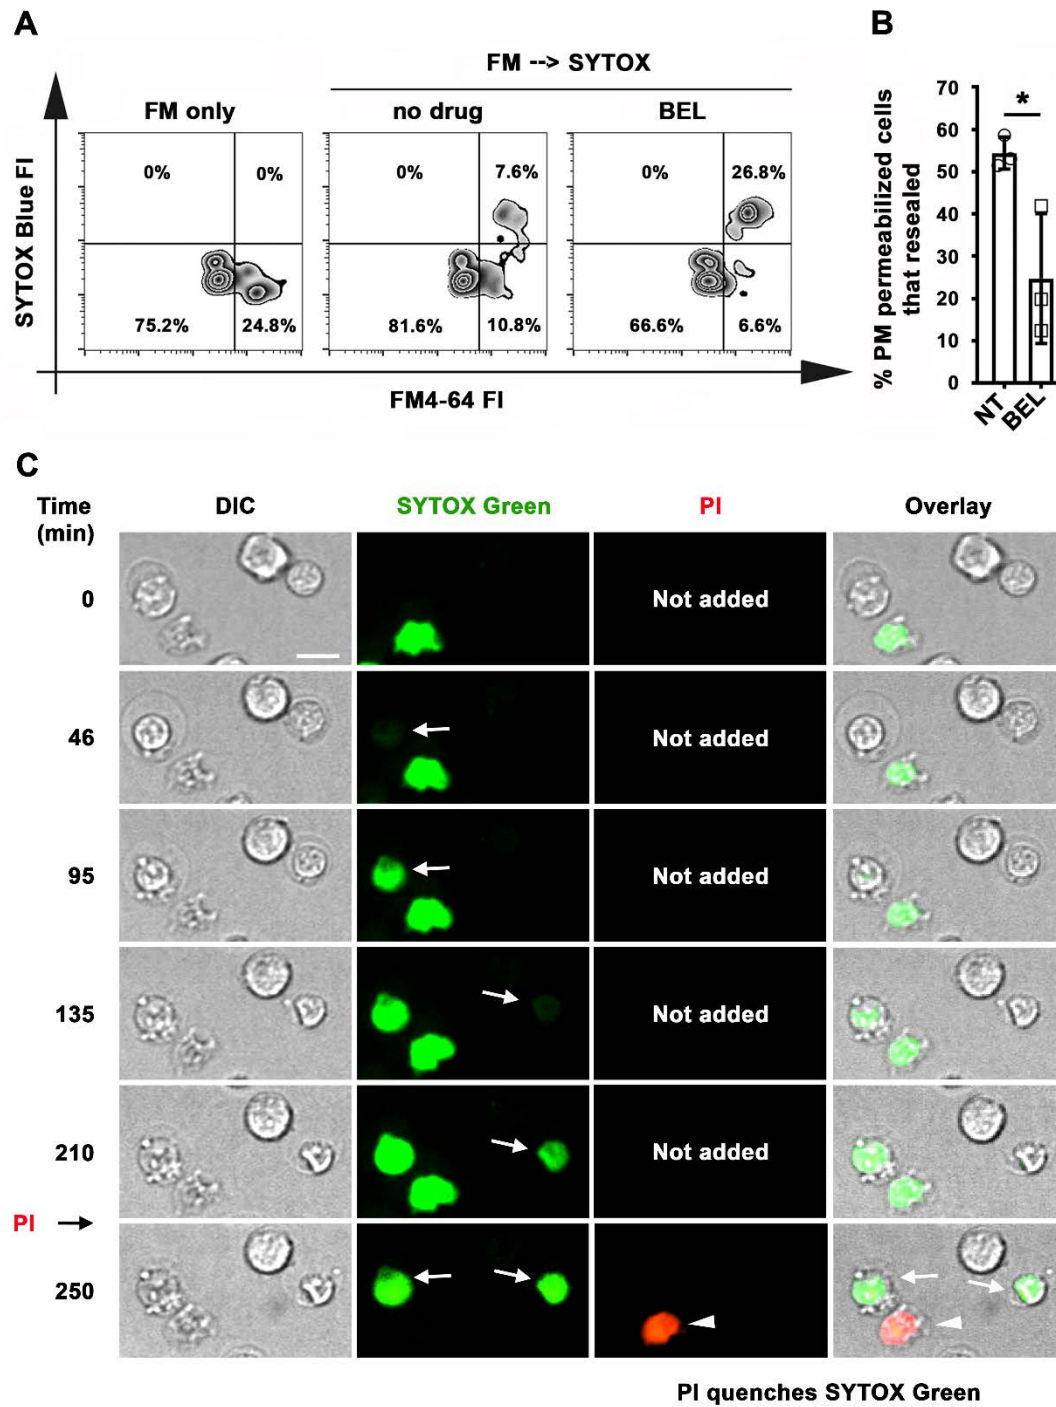 A
B
FM --> SYTOX
FM only
no drug
BEL
SYTOX Blue FI
0%
0%
75.2%
24.8%
0%
7.6%
81.6%
10.8%
0%
26.8%
66.6%
6.6%
FM4-64 FI
% PM permeabilized cells
that resealed
70
60
50
40
30
20
10
0
*
NT
BEL
C
Time
(min)
DIC
SYTOX Green
PI
Overlay
0
Not added
46
Not added
95
Not added
135
Not added
210
Not added
PI
250
PI quenches SYTOX Green